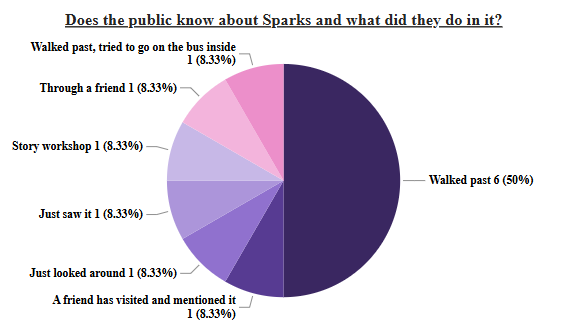 Does the public know about Sparks and what did they do in it?
Walked past, tried to go on the bus inside
1 (8.33%)
Through a friend 1 (8.33%)
Story workshop 1 (8.33%)
Walked past 6 (50%)
Just saw it 1 (8.33%)
Just looked around 1 (8.33%)
A friend has visited and mentioned it
1 (8.33%)